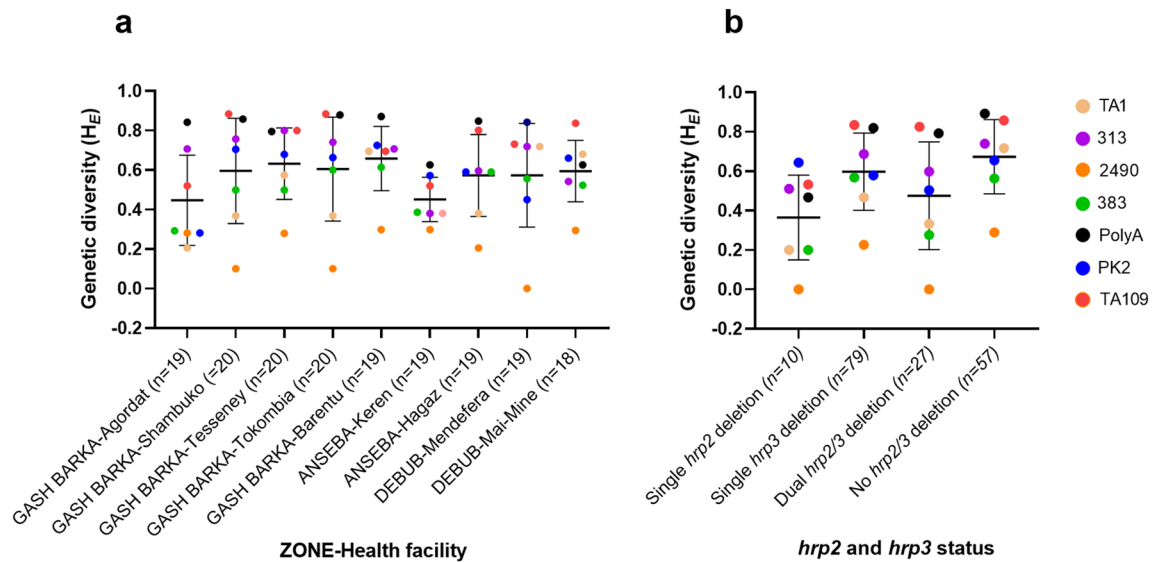 a
Genetic diversity (HE)
1.0
0.8
0.6
0.4
0.2
0.0
-0.2
GASH BARKA-Agordat (n=19)
GASH BARKA-Shambuko (=20)
GASH BARKA-Tesseney (n=20)
GASH BARKA-Tokombia (n=20)
GASH BARKA-Barentu (n=19)
ANSEBA-Keren (n=19)
ANSEBA-Hagaz (n=19)
DEBUB-Mendefera (n=19)
DEBUB-Mai-Mine (n=18)
ZONE-Health facility
b
Genetic diversity (HE)
1.0
0.8
0.6
0.4
0.2
0.0
-0.2
Single hrp2 deletion (n=10)
Single hrp3 deletion (n=79)
Dual hrp2/3 deletion (n=27)
No hrp2/3 deletion (n=57)
hrp2 and hrp3 status
TA1
313
2490
383
PolyA
PK2
TA109